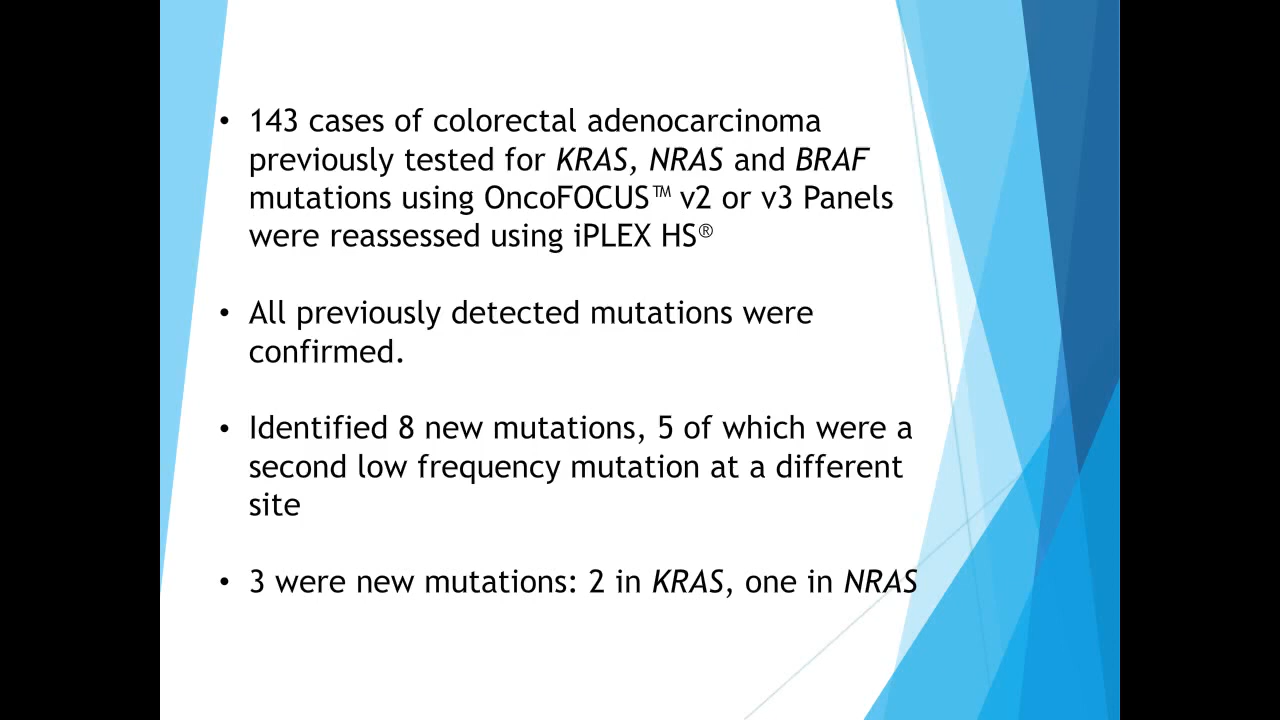 • 143 cases of colorectal adenocarcinoma
previously tested for KRAS, NRAS and BRAF
mutations using OncoFOCUS™ v2 or v3 Panels
were reassessed using iPLEX HS®
• All previously detected mutations were
confirmed.
• Identified 8 new mutations, 5 of which were a
second low frequency mutation at a different
site
• 3 were new mutations: 2 in KRAS, one in NRAS